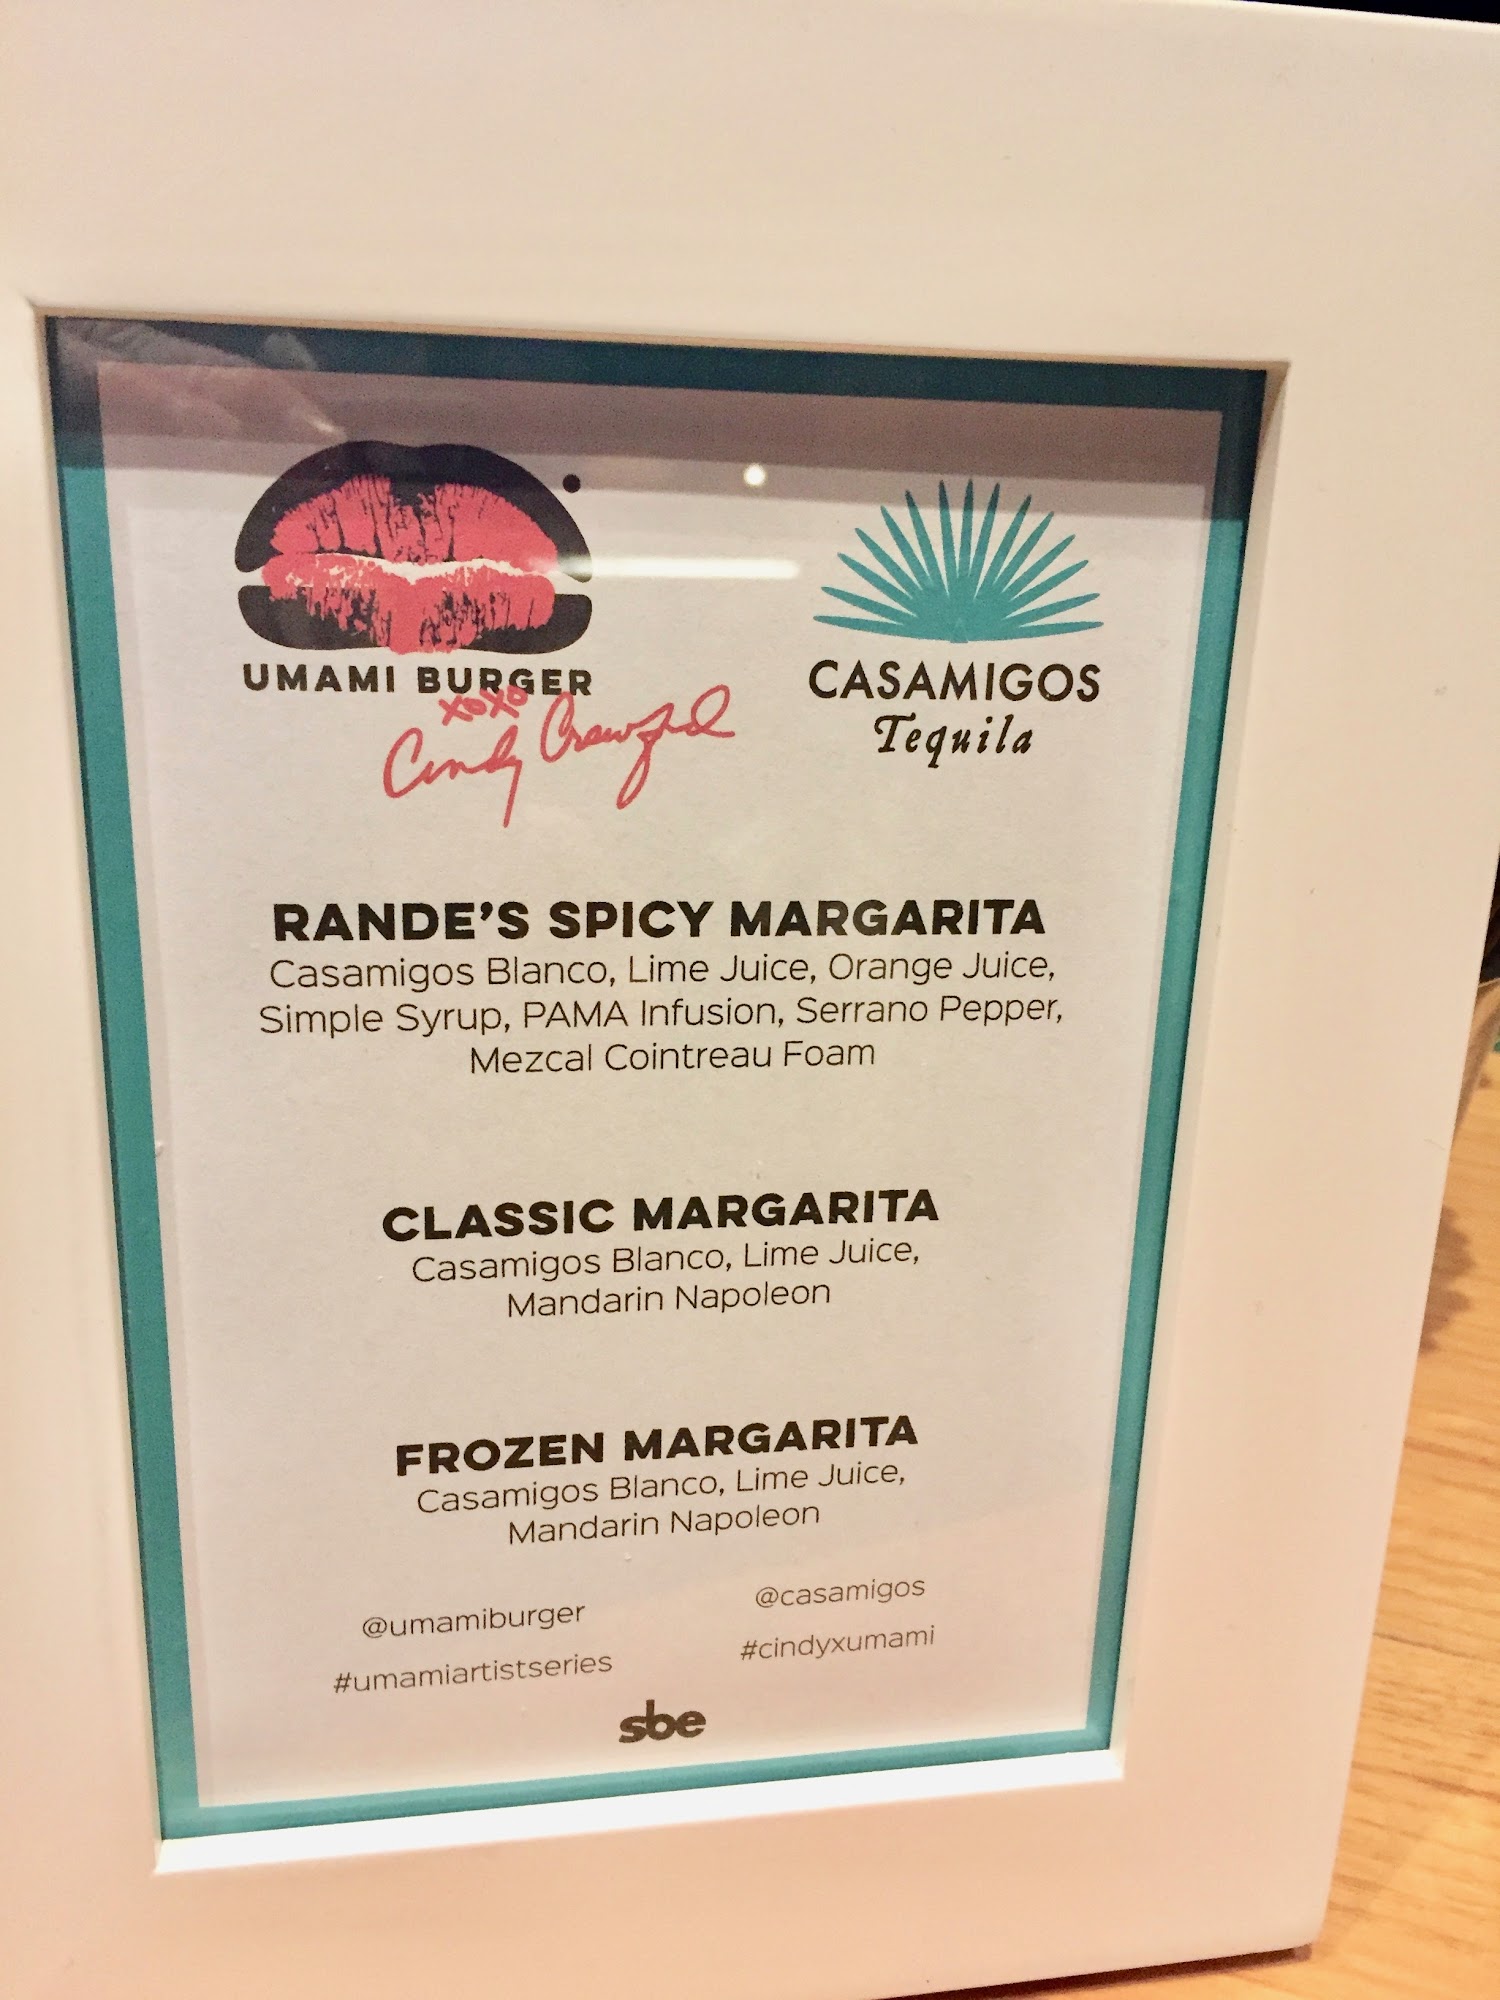 UMAMI BURGER
xoxo
Cindy Crawford
CASAMIGOS
Tequila
RANDE'S SPICY MARGARITA
Casamigos Blanco, Lime Juice, Orange Juice,
Simple Syrup, PAMA Infusion, Serrano Pepper,
Mezcal Cointreau Foam
CLASSIC MARGARITA
Casamigos Blanco, Lime Juice,
Mandarin Napoleon
FROZEN MARGARITA
Casamigos Blanco, Lime Juice,
Mandarin Napoleon
@umamiburger
@casamigos
#umamiartistseries
#cindyxumami
sbe